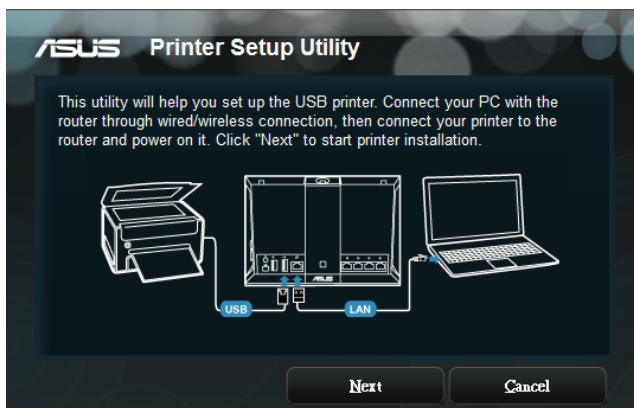 ASUS Printer Setup Utility
This utility will help you set up the USB printer. Connect your PC with the
router through wired/wireless connection, then connect your printer to the
router and power on it. Click "Next" to start printer installation.
ASUS
USB
LAN
Next
Cancel